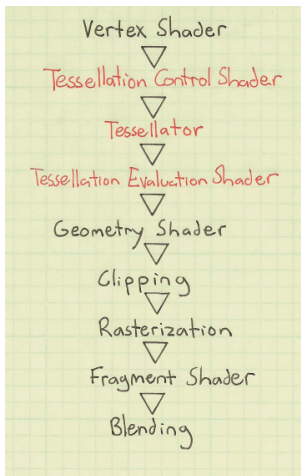 Vertex Shader
Tessellation Control Shader
Tessellator
Tessellation Evaluation Shader
Geometry Shader
Clipping
Rasterization
Fragment Shader
Blending